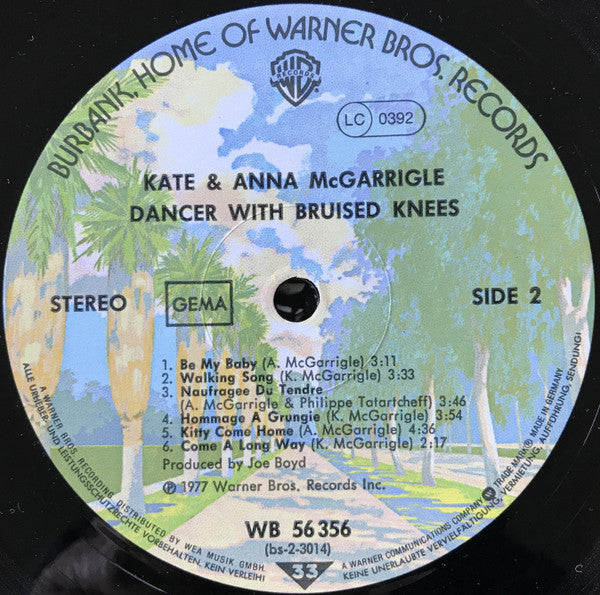 BURBANK, HOME OF WARNER BROS. RECORDS
WB
RECORDS
LC 0392
KATE & ANNA McGARRIGLE
DANCER WITH BRUISED KNEES
STEREO GEMA SIDE 2
1. Be My Baby (A. McGarrigle) 3:11
2. Walking Song (K. McGarrigle) 3:33
3. Naufragee Du Tendre
(A. McGarrigle & Philippe Totartcheff) 3:46
4. Hommage A Grungie (K. McGarrigle) 3:54
5. Kitty Come Home (A. McGarrigle) 4:36
6. Come A Long Way (K. McGarrigle) 2:17
Produced by Joe Boyd
℗ 1977 Warner Bros. Records Inc.
WB 56 356
(bs-2-3014)
33
A WARNER BROS. RECORDING DISTRIBUTED BY WEA MUSIK GMBH.
ALLE URHEBER- UND LEISTUNGSSCHUTZRECHTE VORBEHALTEN. KEIN VERLEIH!
A WARNER COMMUNICATIONS COMPANY TRADE MARK® MADE IN GERMANY
KEINE UNERLAUBTE VERVIELFÄLTIGUNG, VERMIETUNG, AUFFÜHRUNG, SENDUNG!